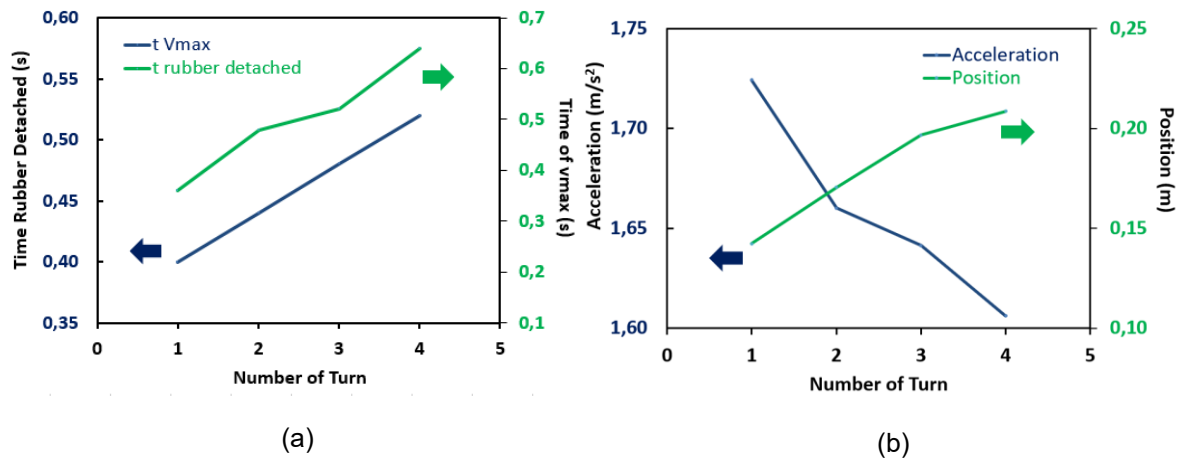 0,60
0,55
0,50
0,45
0,40
0,35
Time Rubber Detached (s)
t Vmax
t rubber detached
0,7
0,6
0,5
0,4
0,3
0,2
0,1
Time of vmax (s)
0 1 2 3 4 5
Number of Turn
(a)
1,75
1,70
1,65
1,60
Acceleration (m/s²)
Acceleration
Position
0,25
0,20
0,15
0,10
Position (m)
0 1 2 3 4 5
Number of Turn
(b)